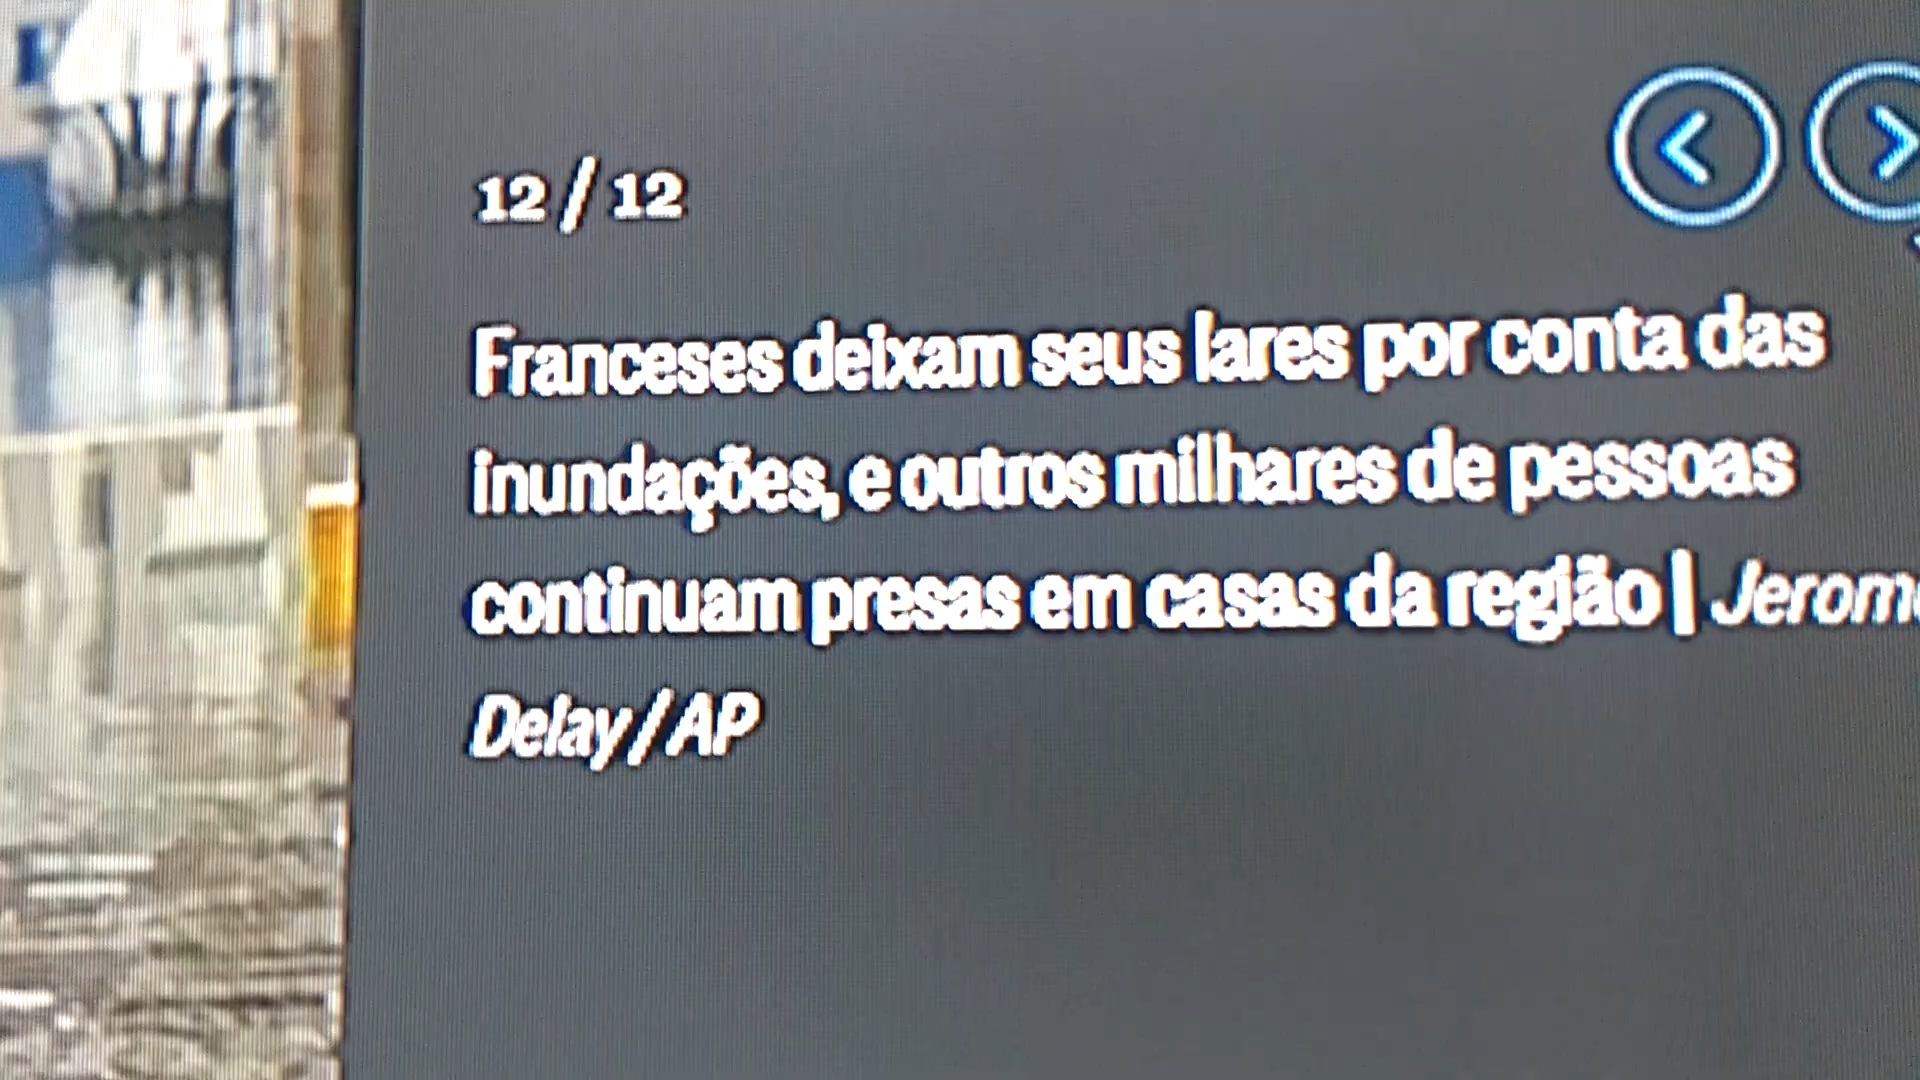 12 / 12
Franceses deixam seus lares por conta das
inundações, e outros milhares de pessoas
continuam presas em casas da região | Jerome
Delay / AP